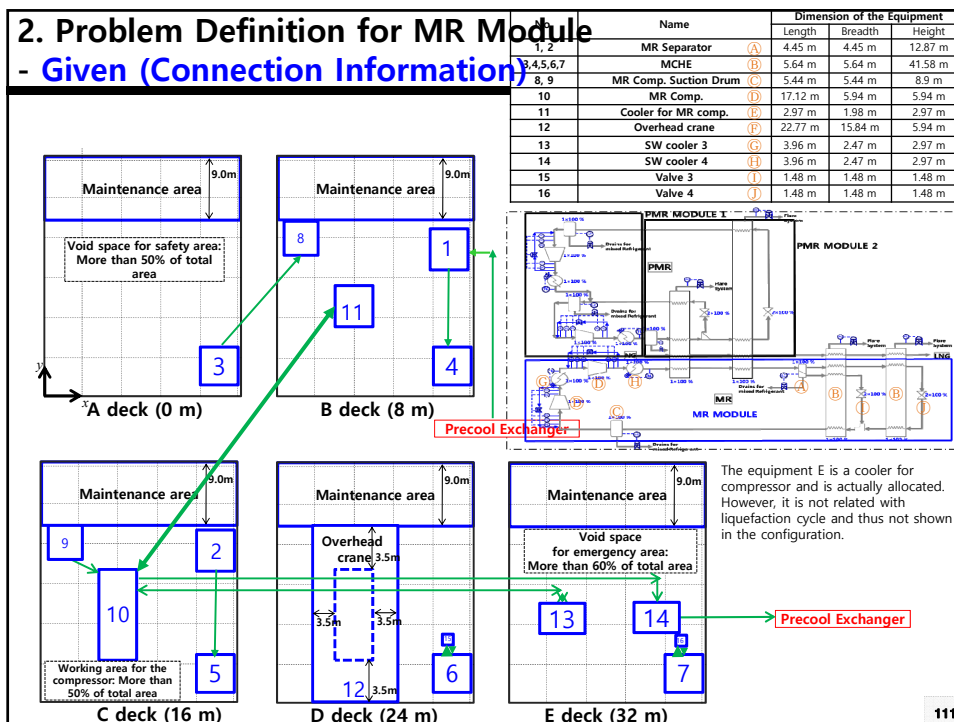 2. Problem Definition for MR Module
- Given (Connection Information)
No Name Dimension of the Equipment
Length Breadth Height
1, 2 MR Separator Ⓐ 4.45 m 4.45 m 12.87 m
3,4,5,6,7 MCHE Ⓑ 5.64 m 5.64 m 41.58 m
8, 9 MR Comp. Suction Drum Ⓒ 5.44 m 5.44 m 8.9 m
10 MR Comp. Ⓓ 17.12 m 5.94 m 5.94 m
11 Cooler for MR comp. Ⓔ 2.97 m 1.98 m 2.97 m
12 Overhead crane Ⓕ 22.77 m 15.84 m 5.94 m
13 SW cooler 3 Ⓖ 3.96 m 2.47 m 2.97 m
14 SW cooler 4 Ⓗ 3.96 m 2.47 m 2.97 m
15 Valve 3 Ⓘ 1.48 m 1.48 m 1.48 m
16 Valve 4 Ⓙ 1.48 m 1.48 m 1.48 m
Maintenance area
9.0m
Void space for safety area:
More than 50% of total
area
3
y
x
A deck (0 m)
Maintenance area
9.0m
8
1
11
4
B deck (8 m)
Precool Exchanger
PMR MODULE 1
PMR MODULE 2
PMR
MR
MR MODULE
LNG
Flare
system
Drains for
mixed Refrigerant
1×100 %
2×100 %
Maintenance area
9.0m
9
2
10
5
Working area for the
compressor: More than
50% of total area
C deck (16 m)
Maintenance area
9.0m
Overhead
crane
3.5m
3.5m
3.5m
3.5m
12
15
6
D deck (24 m)
Maintenance area
9.0m
Void space
for emergency area:
More than 60% of total area
13
14
16
7
E deck (32 m)
Precool Exchanger
The equipment E is a cooler for
compressor and is actually allocated.
However, it is not related with
liquefaction cycle and thus not shown
in the configuration.
111